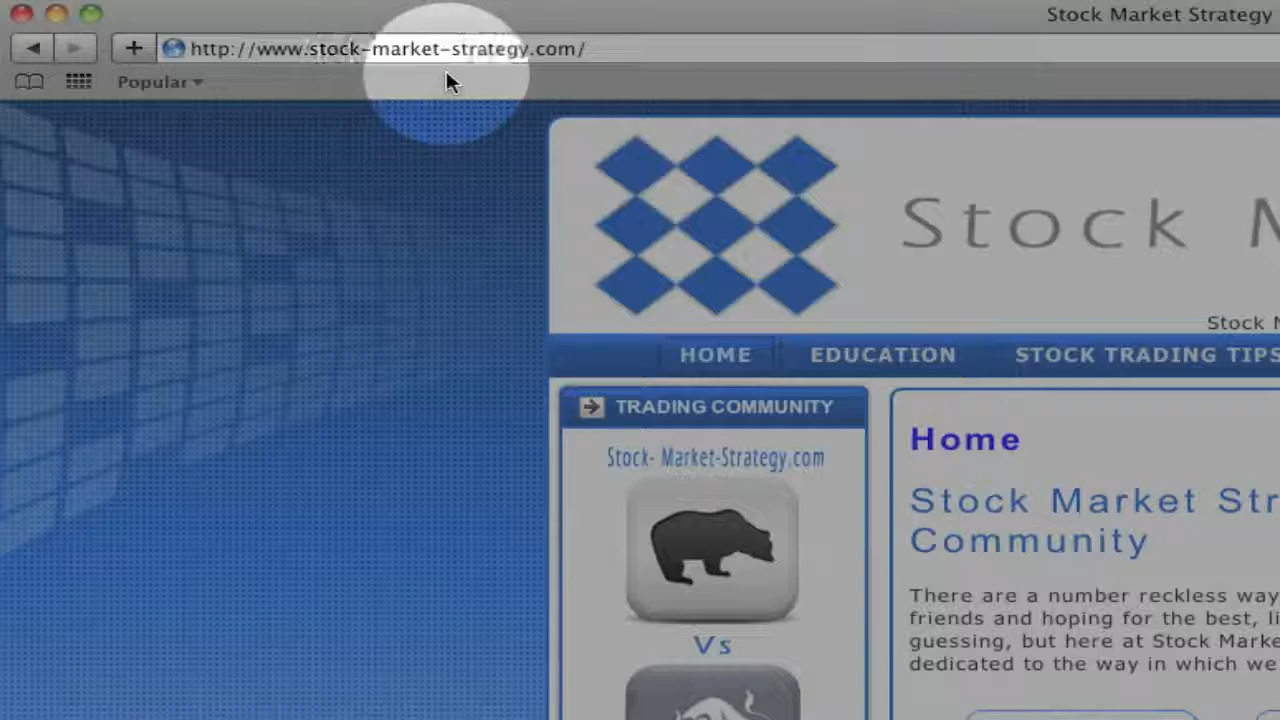 Stock Market Strategy
http://www.stock-market-strategy.com/
Popular
Stock M
Stock M
HOME
EDUCATION
STOCK TRADING TIPS
TRADING COMMUNITY
Stock- Market-Strategy.com
Vs
Home
Stock Market Str
Community
There are a number reckless way
friends and hoping for the best, li
guessing, but here at Stock Marke
dedicated to the way in which we